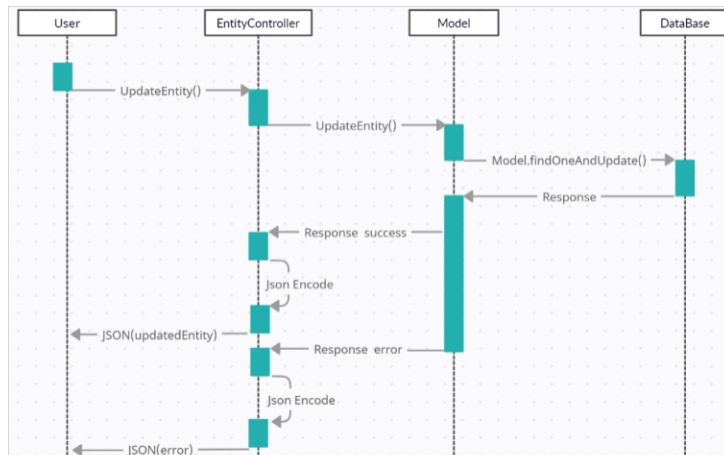 User
EntityController
Model
DataBase
UpdateEntity()
UpdateEntity()
Model.findOneAndUpdate()
Response
Response success
Json Encode
JSON(updatedEntity)
Response error
Json Encode
JSON(error)